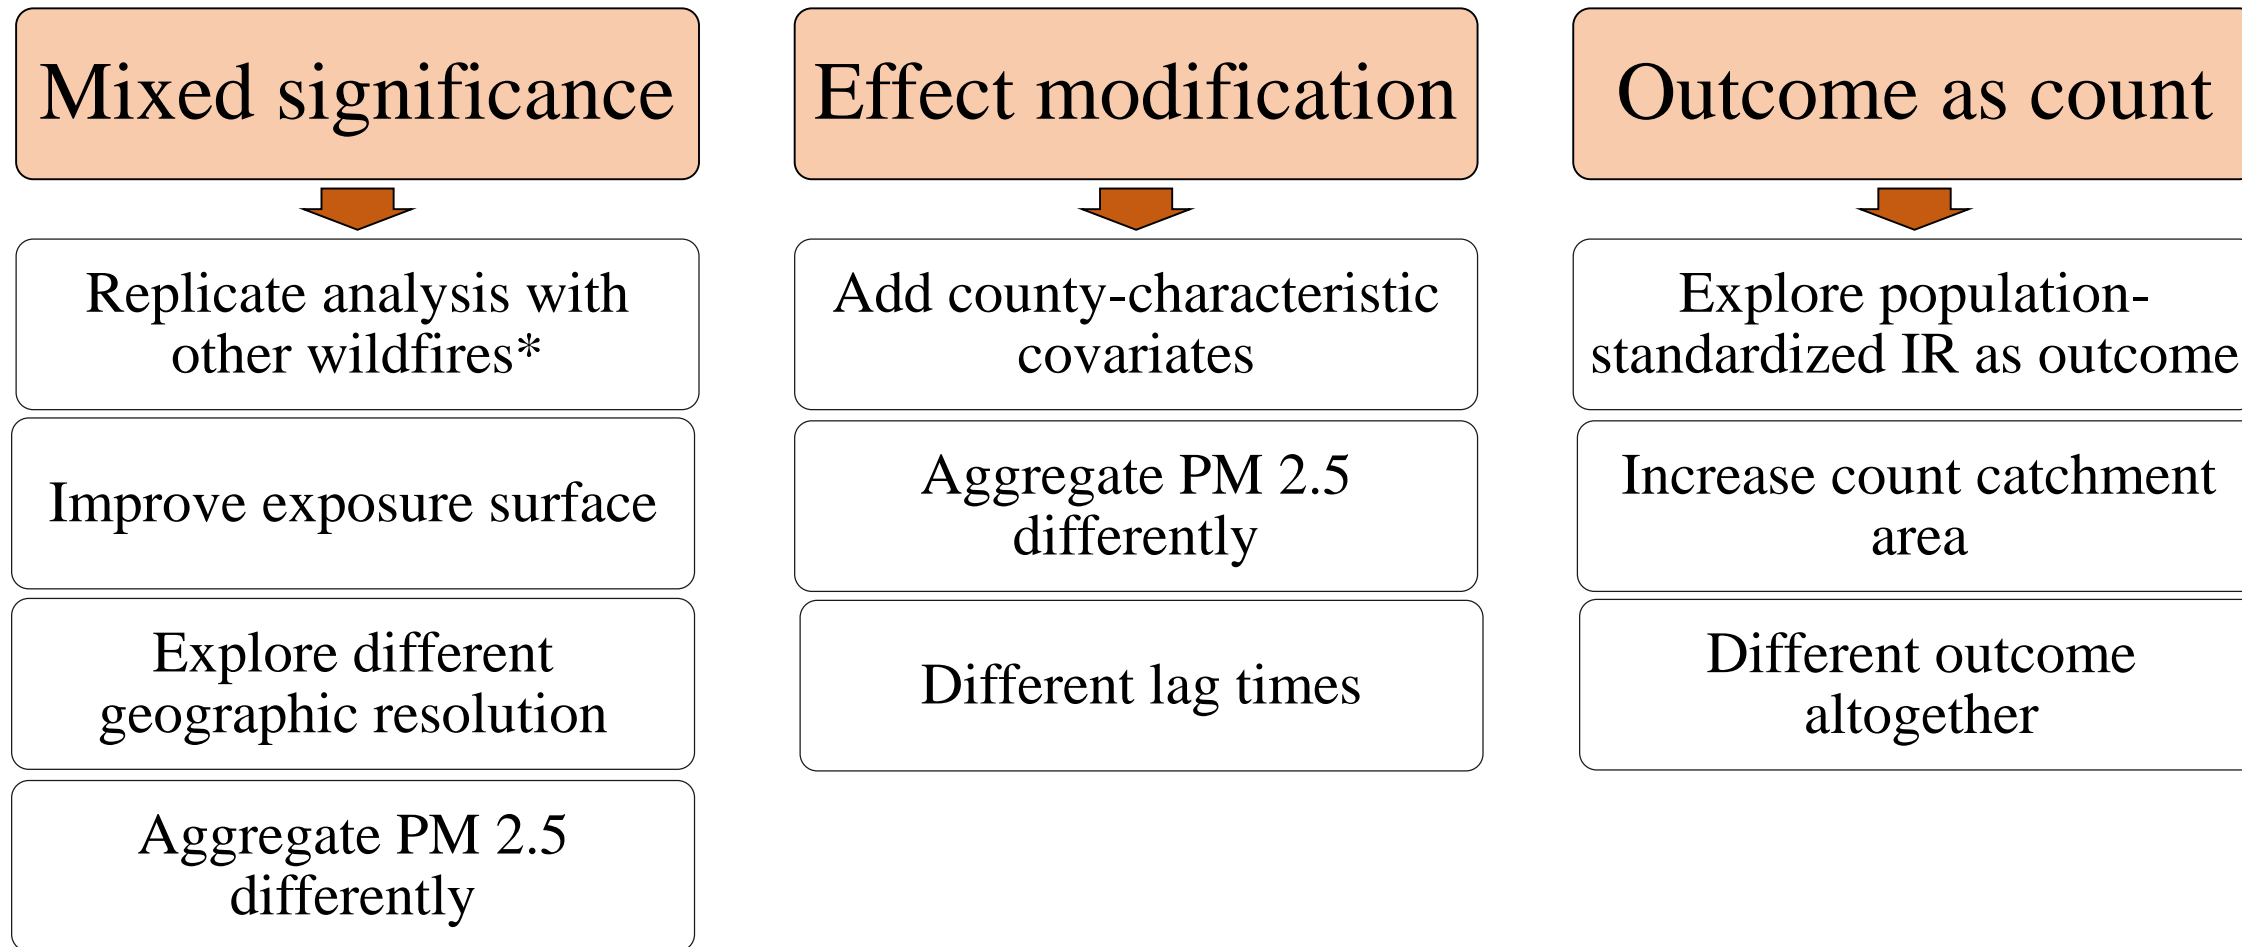 Mixed significance
Replicate analysis with
other wildfires*
Improve exposure surface
Explore different
geographic resolution
Aggregate PM 2.5
differently
Effect modification
Add county-characteristic
covariates
Aggregate PM 2.5
differently
Different lag times
Outcome as count
Explore population-
standardized IR as outcome
Increase count catchment
area
Different outcome
altogether